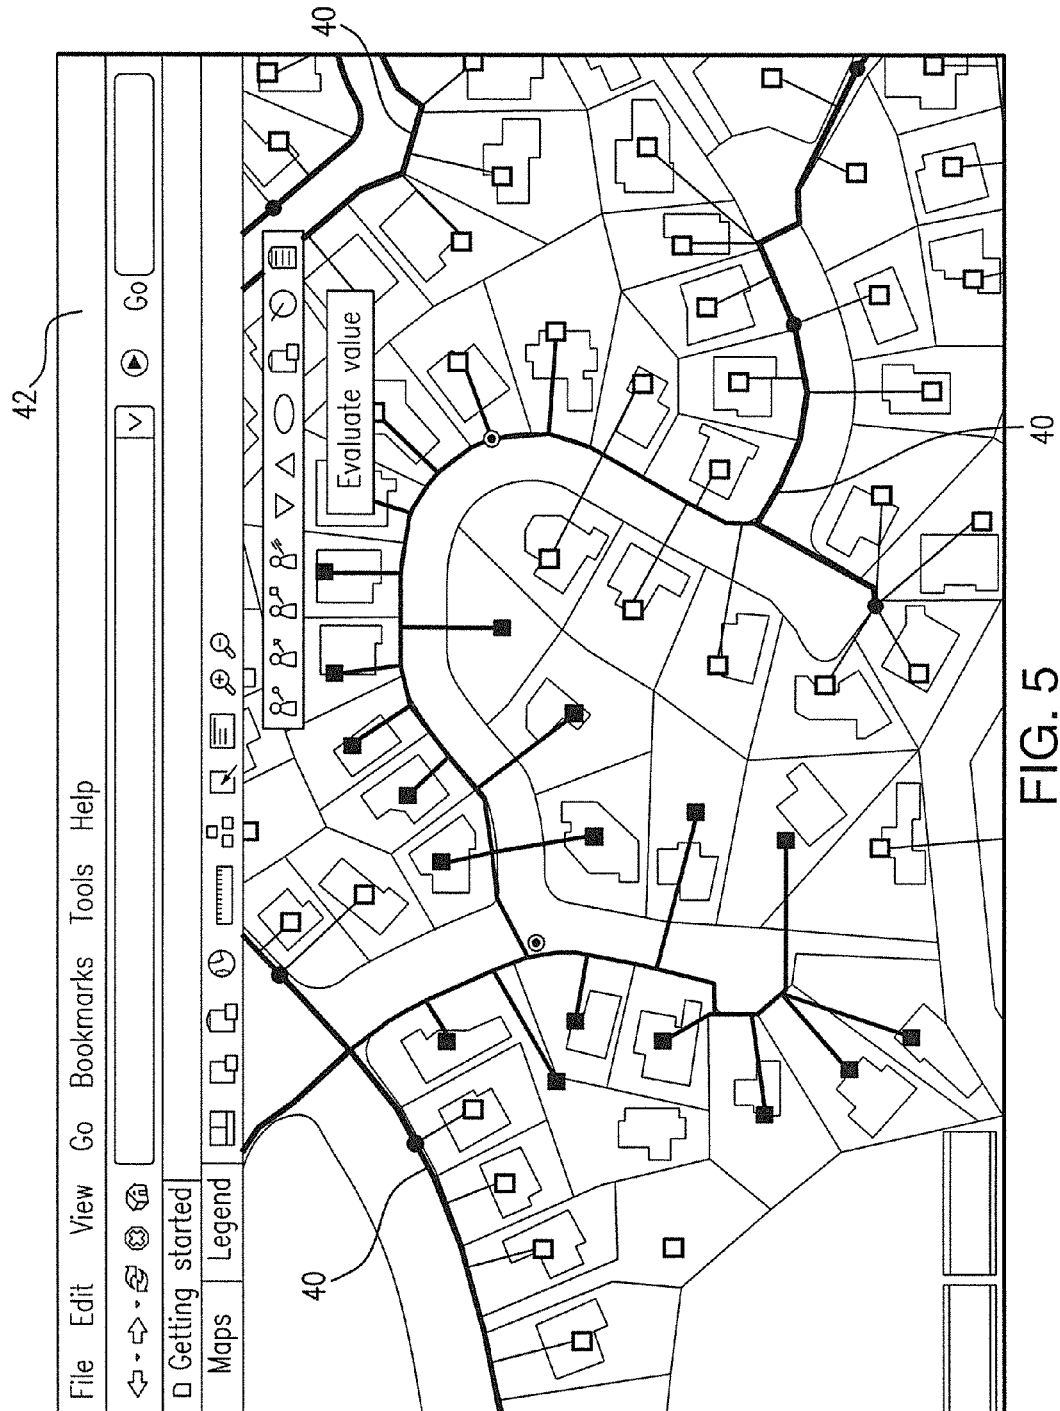 42
File Edit View Go Bookmarks Tools Help
Go
Getting started
Maps Legend
Evaluate value
40
40
40
FIG. 5